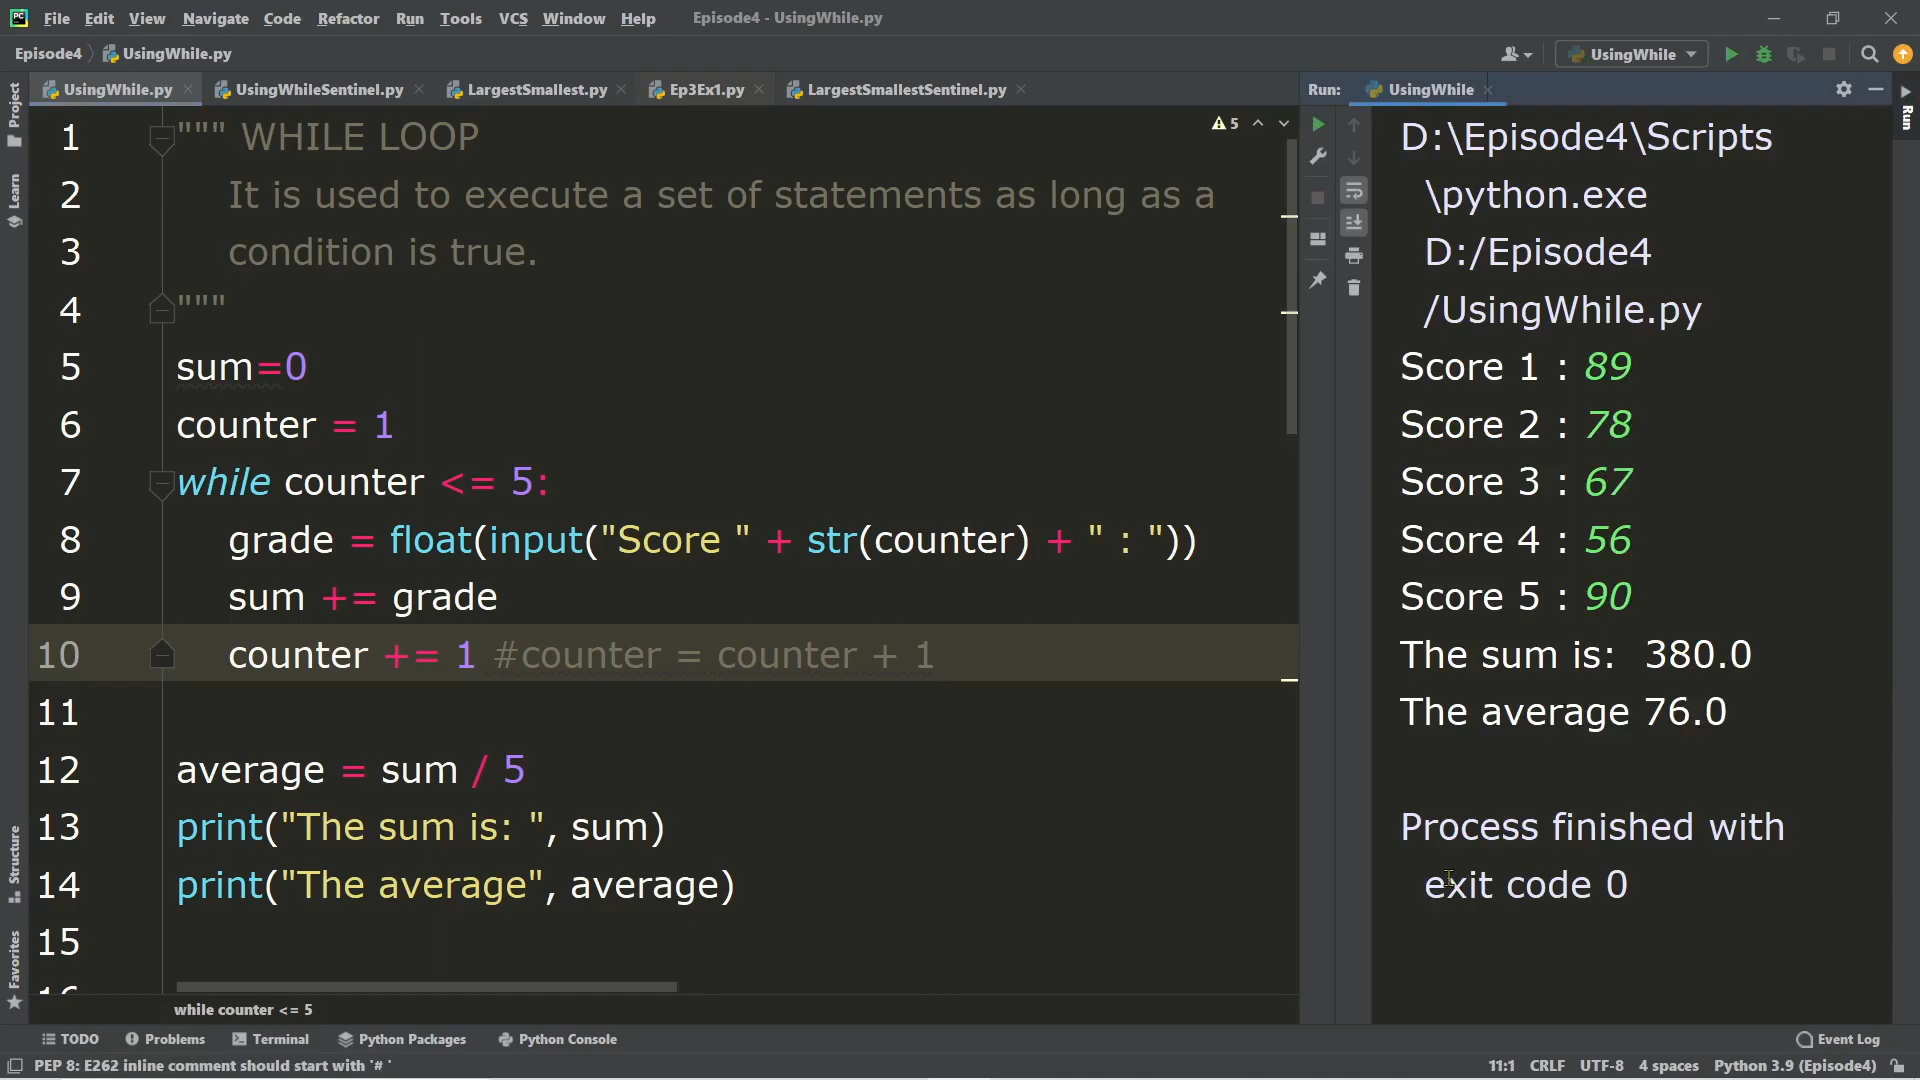 File Edit View Navigate Code Refactor Run Tools VCS Window Help Episode4 - UsingWhile.py
Episode4 UsingWhile.py UsingWhile
UsingWhile.py UsingWhileSentinel.py LargestSmallest.py Ep3Ex1.py LargestSmallestSentinel.py
Run: UsingWhile
Project
Learn
Structure
Favorites
Run
5
1 """ WHILE LOOP
2 It is used to execute a set of statements as long as a
3 condition is true.
4 """
5 sum=0
6 counter = 1
7 while counter <= 5:
8 grade = float(input("Score " + str(counter) + " : "))
9 sum += grade
10 counter += 1 #counter = counter + 1
11
12 average = sum / 5
13 print("The sum is: ", sum)
14 print("The average", average)
15
while counter <= 5
D:\Episode4\Scripts
\python.exe
D:/Episode4
/UsingWhile.py
Score 1 : 89
Score 2 : 78
Score 3 : 67
Score 4 : 56
Score 5 : 90
The sum is:  380.0
The average 76.0
Process finished with
exit code 0
TODO Problems Terminal Python Packages Python Console Event Log
PEP 8: E262 inline comment should start with '# ' 11:1 CRLF UTF-8 4 spaces Python 3.9 (Episode4)